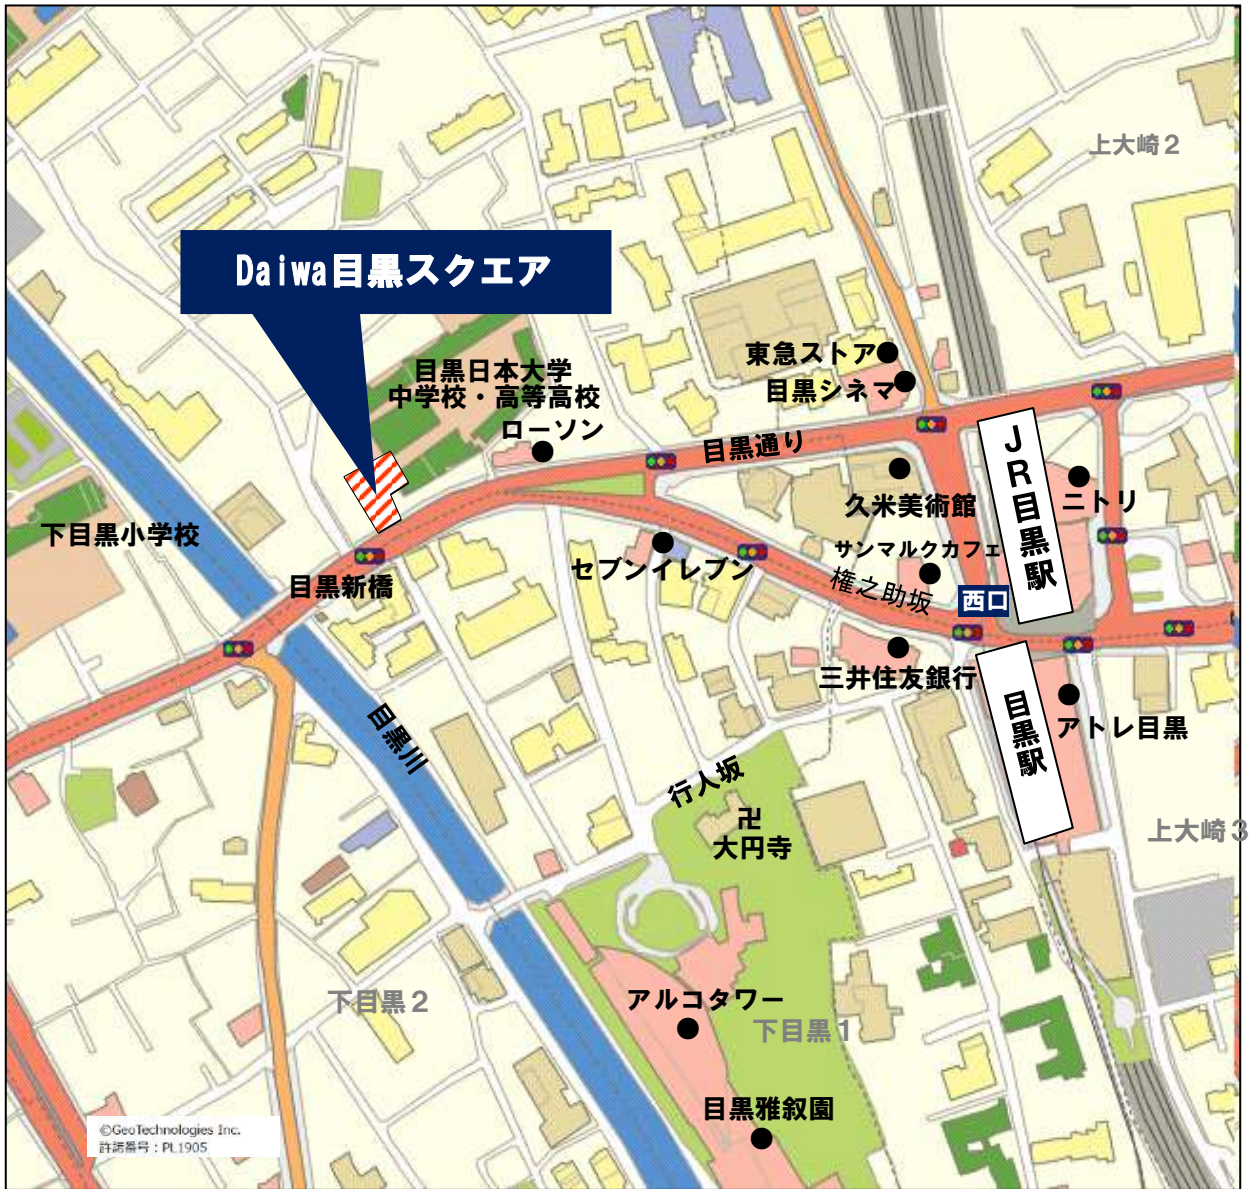 上大崎2
Daiwa目黒スクエア
東急ストア
目黒シネマ
目黒日本大学
中学校・高等高校
ローソン
目黒通り
JR目黒駅
久米美術館
ニトリ
下目黒小学校
サンマルクカフェ
セブンイレブン
目黒新橋
権之助坂
西口
三井住友銀行
目黒駅
アトレ目黒
目黒川
行人坂
卍
大円寺
上大崎3
アルコタワー
下目黒2
下目黒1
目黒雅叙園
©GeoTechnologies Inc.
許諾番号：PL1905